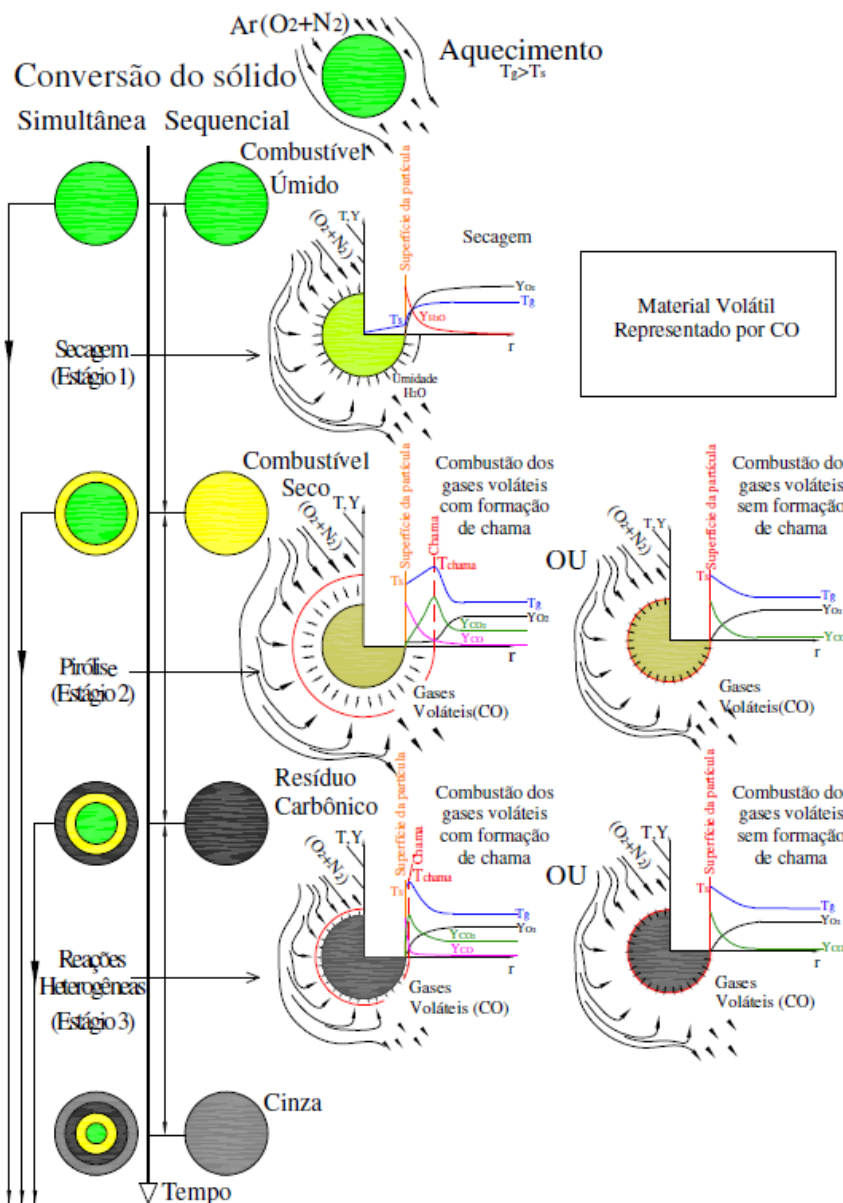 Ar (O2+N2)
Aquecimento
Tg>Ts
Conversão do sólido
Simultânea
Sequencial
Combustível
Úmido
(O2+N2)
T,Y
Superfície da partícula
Secagem
YO2
Tg
Ts
YH2O
r
Úmidade
H2O
Material Volátil
Representado por CO
Secagem
(Estágio 1)
Combustível
Seco
(O2+N2)
T,Y
Superfície da partícula
Chama
Tchama
Combustão dos
gases voláteis
com formação
de chama
Ts
Tg
YO2
YCO2
YCO
r
Gases
Voláteis(CO)
OU
(O2+N2)
T,Y
Superfície da partícula
Combustão dos
gases voláteis
sem formação
de chama
Ts
Tg
YO2
YCO2
r
Gases
Voláteis(CO)
Pirólise
(Estágio 2)
Resíduo
Carbônico
(O2+N2)
T,Y
Superfície da partícula
Chama
Tchama
Combustão dos
gases voláteis
com formação
de chama
Ts
Tg
YO2
YCO2
YCO
r
Gases
Voláteis (CO)
OU
(O2+N2)
T,Y
Superfície da partícula
Combustão dos
gases voláteis
sem formação
de chama
Ts
Tg
YO2
YCO2
r
Gases
Voláteis (CO)
Reações
Heterogêneas
(Estágio 3)
Cinza
Tempo